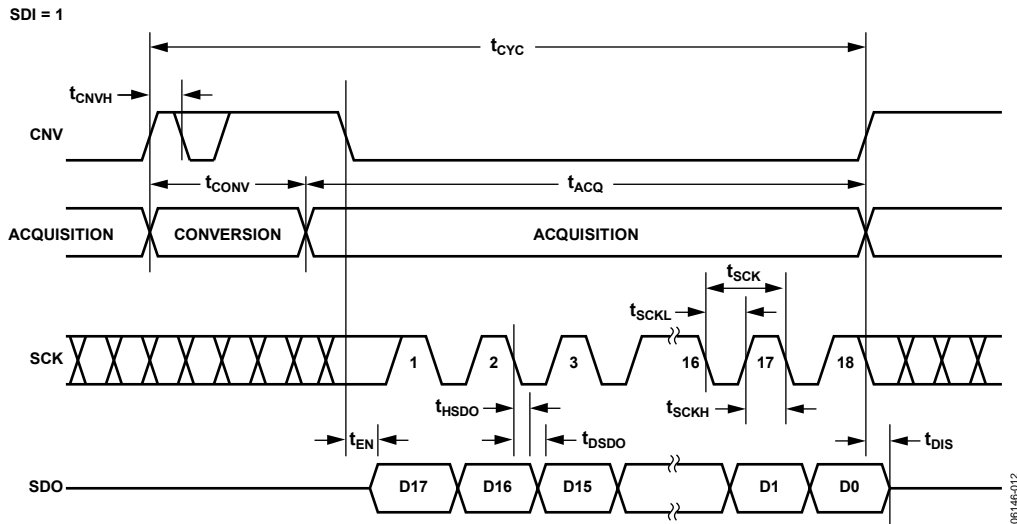 SDI = 1
tCYC
tCNVH
CNV
tCONV
tACQ
ACQUISITION
CONVERSION
ACQUISITION
tSCK
tSCKL
SCK
1
2
3
16
17
18
tHSDO
tSCKH
tEN
tDSDO
tDIS
SDO
D17
D16
D15
D1
D0
06146-012